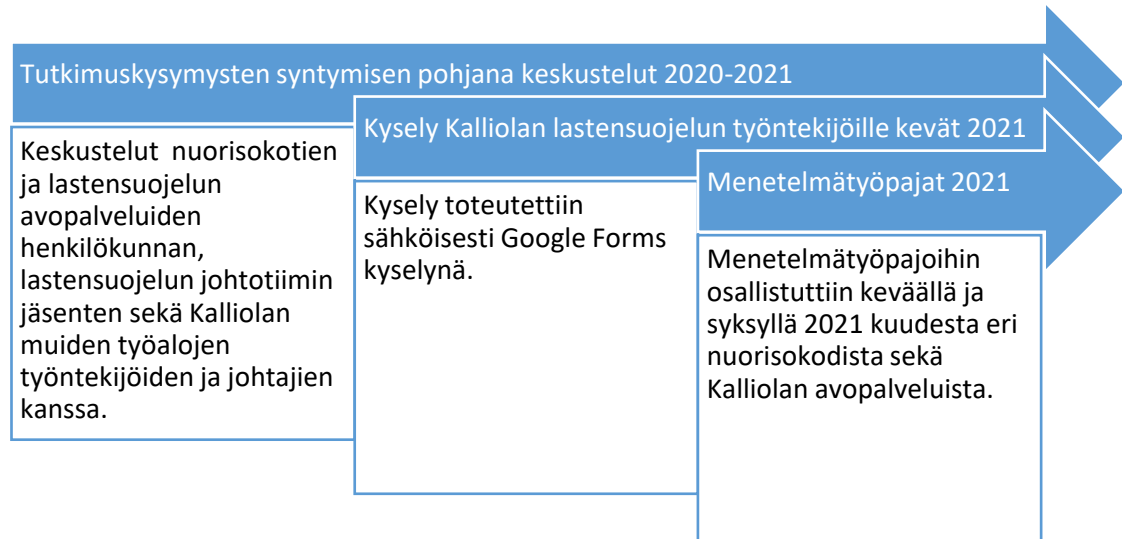 Tutkimuskysymysten syntymisen pohjana keskustelut 2020-2021
Keskustelut nuorisokotien
ja lastensuojelun
avopalveluiden
henkilökunnan,
lastensuojelun johtotiimin
jäsenten sekä Kalliolan
muiden työalojen
työntekijöiden ja johtajien
kanssa.
Kysely Kalliolan lastensuojelun työntekijöille kevät 2021
Kysely toteutettiin
sähköisesti Google Forms
kyselynä.
Menetelmätyöpajat 2021
Menetelmätyöpajoihin
osallistuttiin keväällä ja
syksyllä 2021 kuudesta eri
nuorisokodista sekä
Kalliolan avopalveluista.